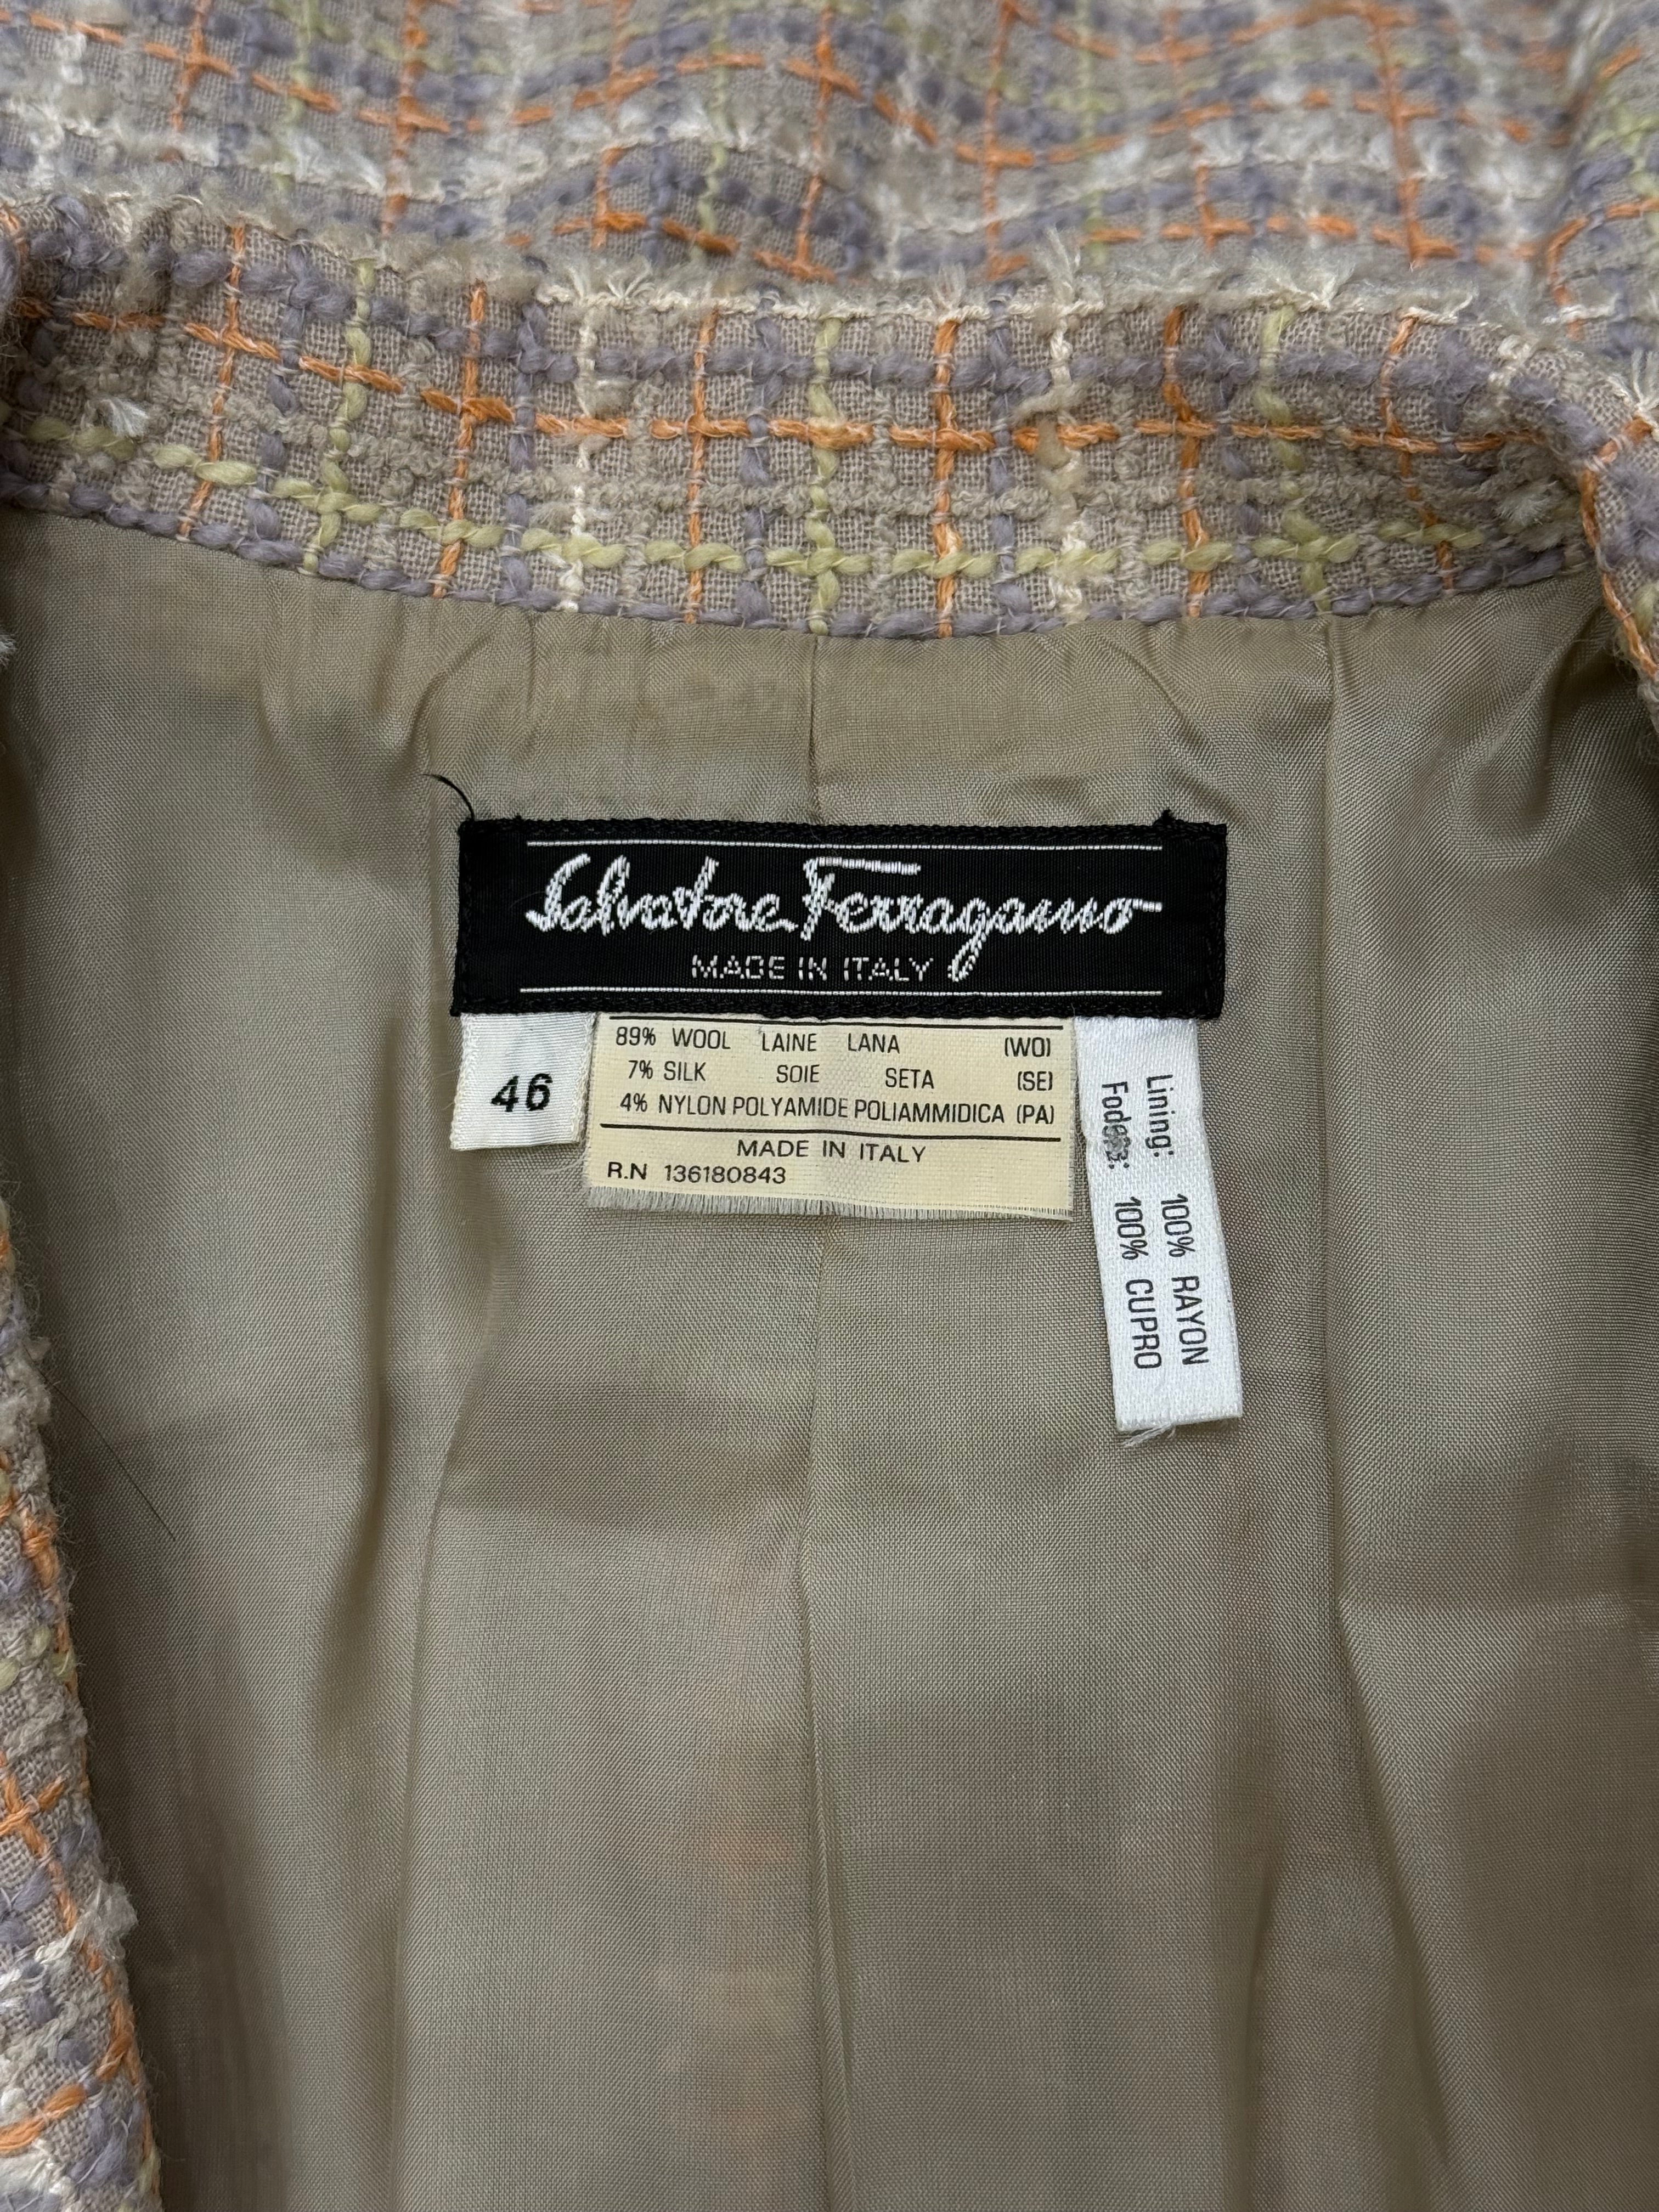 Salvatore Ferragamo
MADE IN ITALY
46
89% WOOL LAINE LANA (WO)
7% SILK SOIE SETA (SE)
4% NYLON POLYAMIDE POLIAMMIDICA (PA)
MADE IN ITALY
R.N 136180843
Lining: 100% RAYON
100% CUPRO